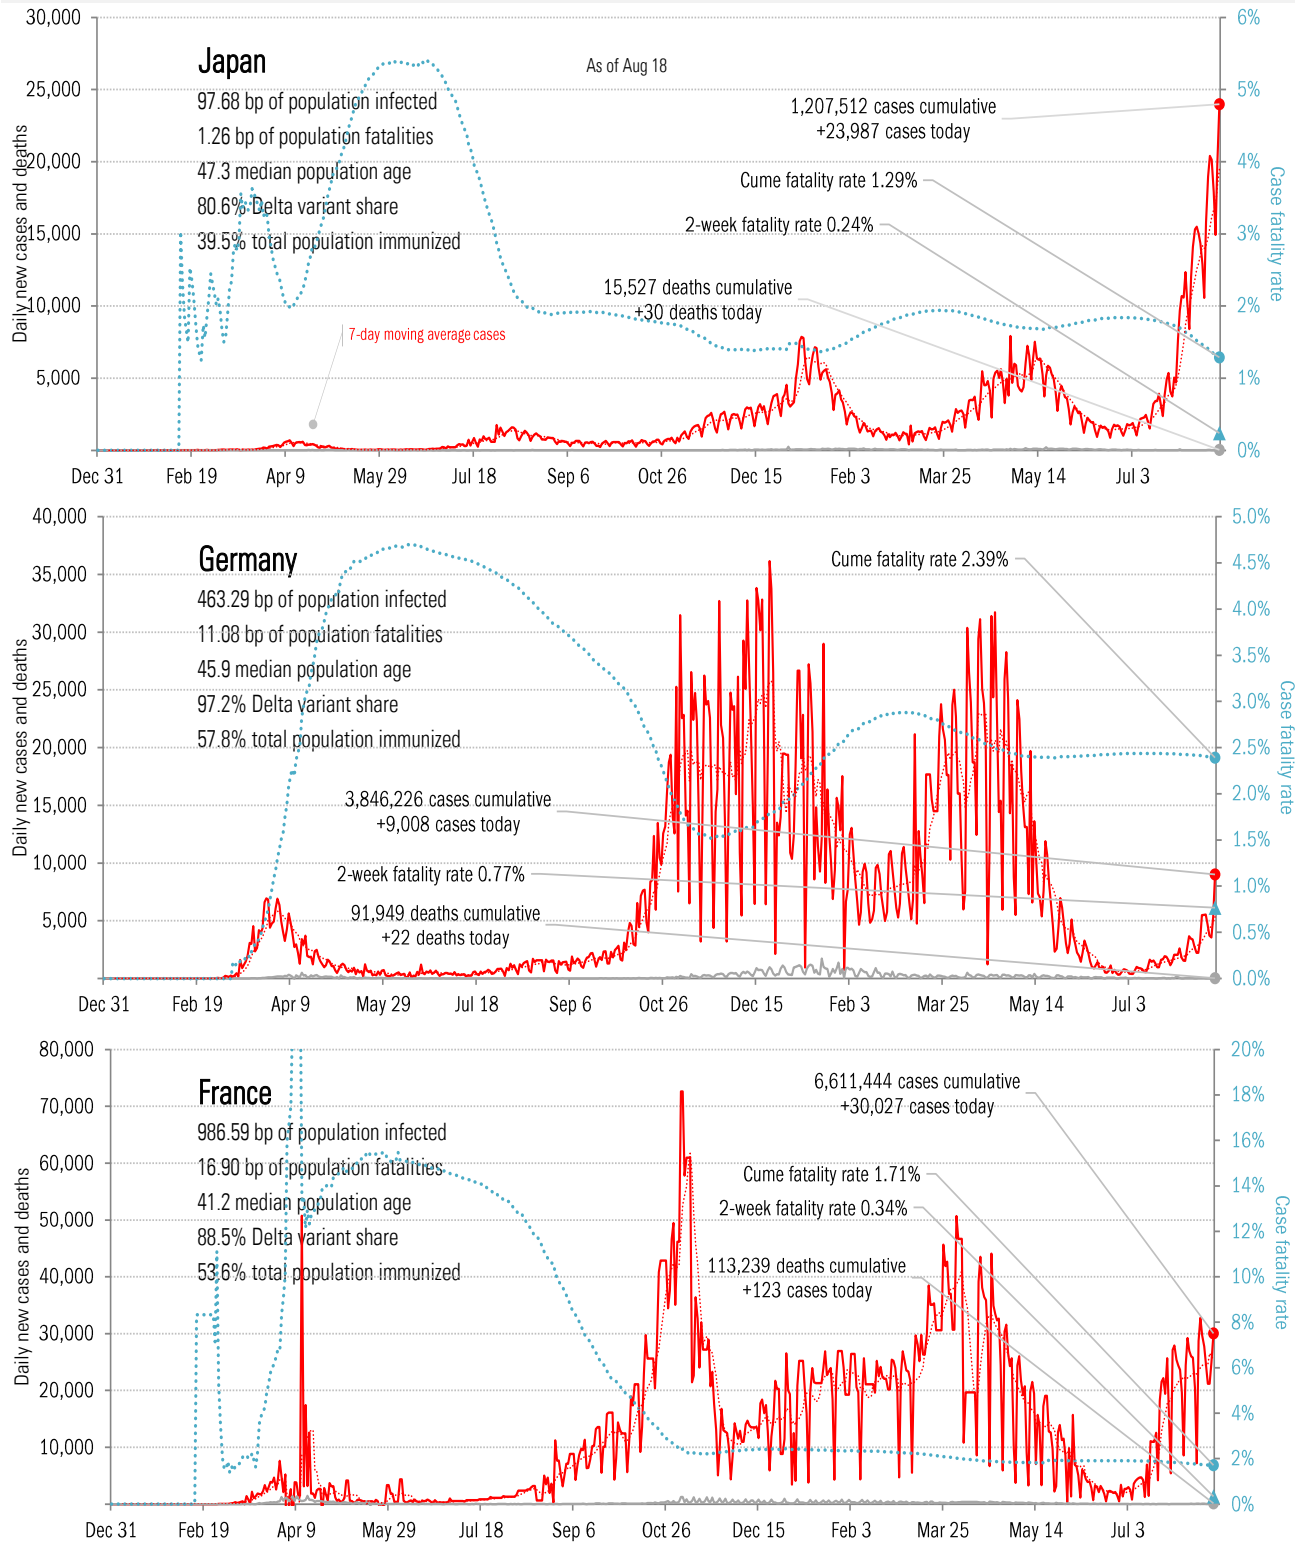 30,000
6%
Japan
As of Aug 18
25,000
5%
97.68 bp of population infected
1,207,512 cases cumulative
+23,987 cases today
1.26 bp of population fatalities
20,000
4%
47.3 median population age
Cume fatality rate 1.29%
80.6% Delta variant share
2-week fatality rate 0.24%
15,000
3%
39.5% total population immunized
15,527 deaths cumulative
+30 deaths today
10,000
2%
7-day moving average cases
5,000
1%
0%
Daily new cases and deaths
Case fatality rate
Dec 31 Feb 19 Apr 9 May 29 Jul 18 Sep 6 Oct 26 Dec 15 Feb 3 Mar 25 May 14 Jul 3
40,000
5.0%
Germany
Cume fatality rate 2.39%
35,000
4.5%
463.29 bp of population infected
4.0%
30,000
11.08 bp of population fatalities
3.5%
45.9 median population age
25,000
3.0%
97.2% Delta variant share
57.8% total population immunized
20,000
2.5%
3,846,226 cases cumulative
+9,008 cases today
15,000
2.0%
1.5%
10,000
2-week fatality rate 0.77%
1.0%
91,949 deaths cumulative
+22 deaths today
5,000
0.5%
0.0%
Daily new cases and deaths
Case fatality rate
Dec 31 Feb 19 Apr 9 May 29 Jul 18 Sep 6 Oct 26 Dec 15 Feb 3 Mar 25 May 14 Jul 3
80,000
20%
France
6,611,444 cases cumulative
+30,027 cases today
18%
70,000
986.59 bp of population infected
16%
60,000
16.90 bp of population fatalities
Cume fatality rate 1.71%
14%
41.2 median population age
2-week fatality rate 0.34%
50,000
12%
88.5% Delta variant share
53.6% total population immunized
113,239 deaths cumulative
+123 cases today
40,000
10%
30,000
8%
6%
20,000
4%
10,000
2%
0%
Daily new cases and deaths
Case fatality rate
Dec 31 Feb 19 Apr 9 May 29 Jul 18 Sep 6 Oct 26 Dec 15 Feb 3 Mar 25 May 14 Jul 3